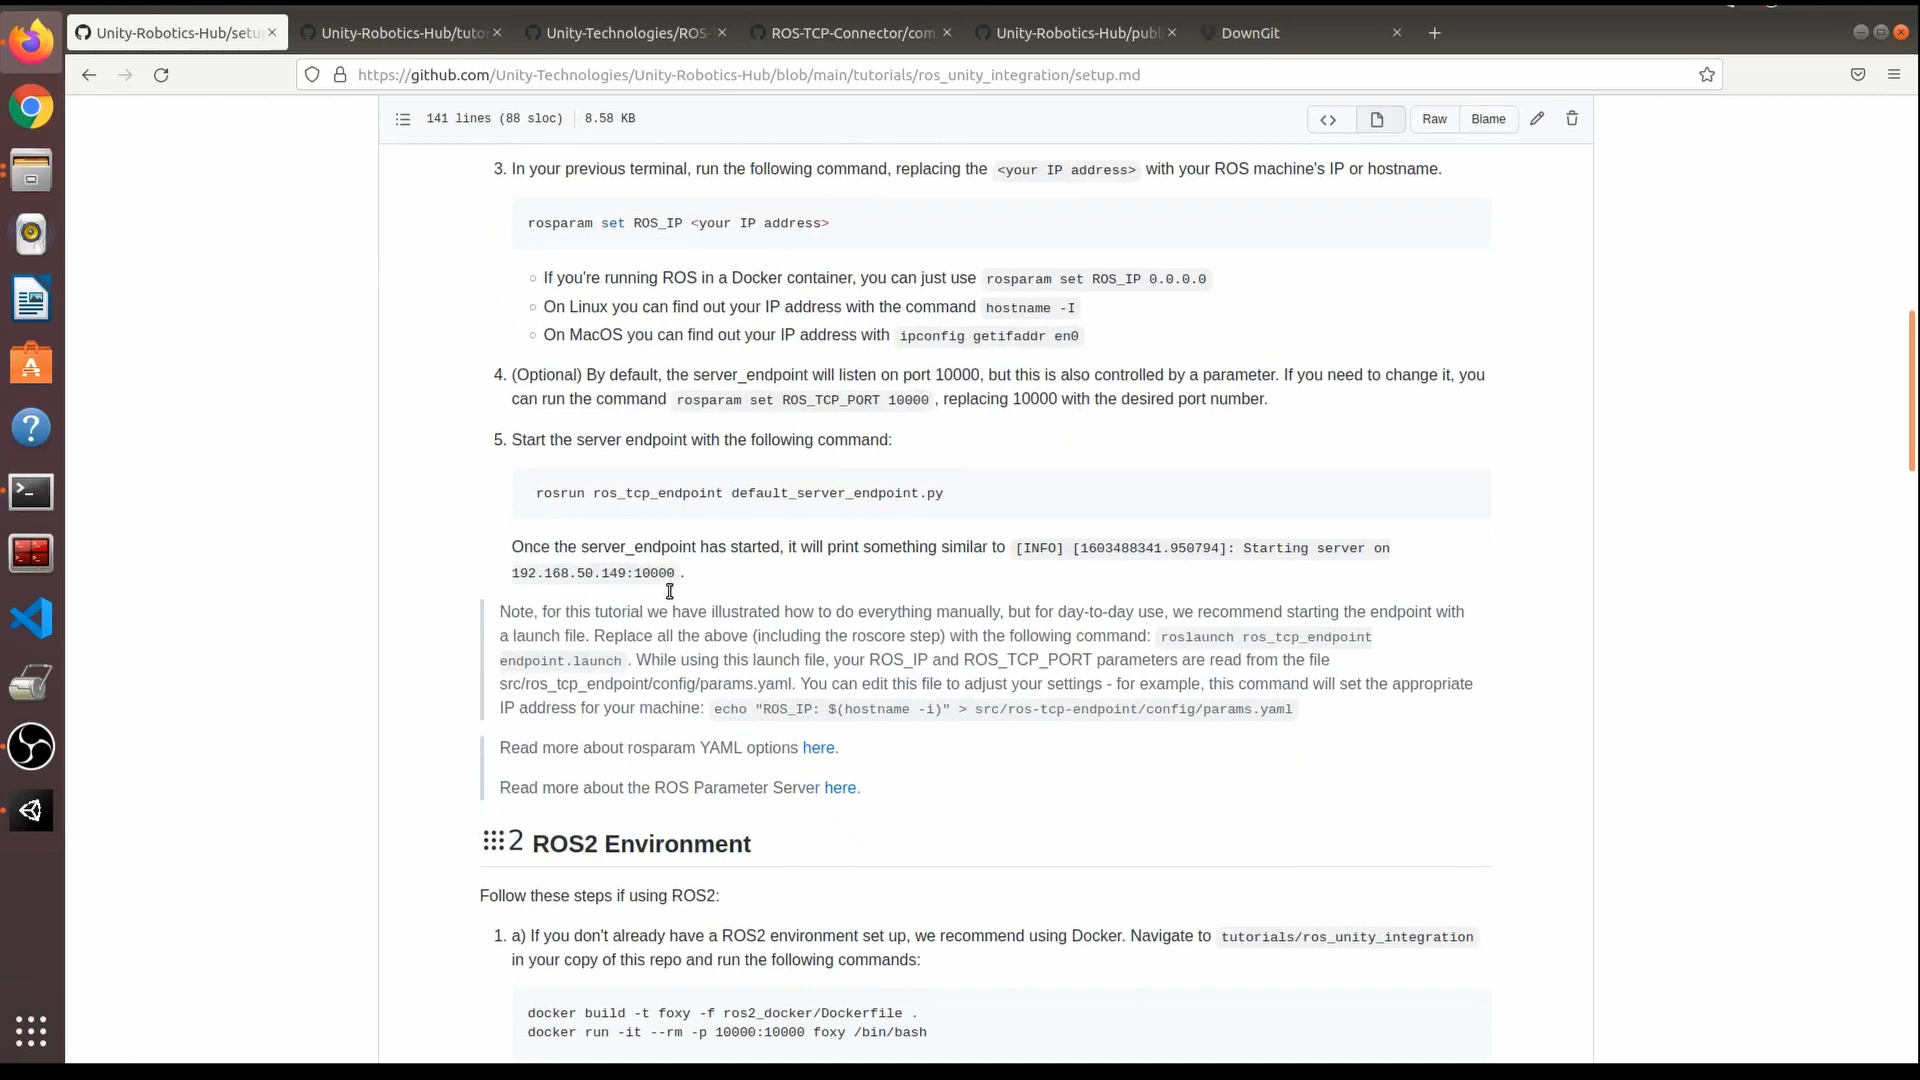 Unity-Robotics-Hub/setu
Unity-Robotics-Hub/tuto
Unity-Technologies/ROS-
ROS-TCP-Connector/com
Unity-Robotics-Hub/publ
DownGit
https://github.com/Unity-Technologies/Unity-Robotics-Hub/blob/main/tutorials/ros_unity_integration/setup.md
141 lines (88 sloc) 8.58 KB
Raw Blame
3. In your previous terminal, run the following command, replacing the <your IP address> with your ROS machine's IP or hostname.
rosparam set ROS_IP <your IP address>
If you're running ROS in a Docker container, you can just use rosparam set ROS_IP 0.0.0.0
On Linux you can find out your IP address with the command hostname -I
On MacOS you can find out your IP address with ipconfig getifaddr en0
4. (Optional) By default, the server_endpoint will listen on port 10000, but this is also controlled by a parameter. If you need to change it, you
can run the command rosparam set ROS_TCP_PORT 10000 , replacing 10000 with the desired port number.
5. Start the server endpoint with the following command:
rosrun ros_tcp_endpoint default_server_endpoint.py
Once the server_endpoint has started, it will print something similar to [INFO] [1603488341.950794]: Starting server on
192.168.50.149:10000 .
Note, for this tutorial we have illustrated how to do everything manually, but for day-to-day use, we recommend starting the endpoint with
a launch file. Replace all the above (including the roscore step) with the following command: roslaunch ros_tcp_endpoint
endpoint.launch . While using this launch file, your ROS_IP and ROS_TCP_PORT parameters are read from the file
src/ros_tcp_endpoint/config/params.yaml. You can edit this file to adjust your settings - for example, this command will set the appropriate
IP address for your machine: echo "ROS_IP: $(hostname -i)" > src/ros-tcp-endpoint/config/params.yaml
Read more about rosparam YAML options here.
Read more about the ROS Parameter Server here.
2 ROS2 Environment
Follow these steps if using ROS2:
1. a) If you don't already have a ROS2 environment set up, we recommend using Docker. Navigate to tutorials/ros_unity_integration
in your copy of this repo and run the following commands:
docker build -t foxy -f ros2_docker/Dockerfile .
docker run -it --rm -p 10000:10000 foxy /bin/bash